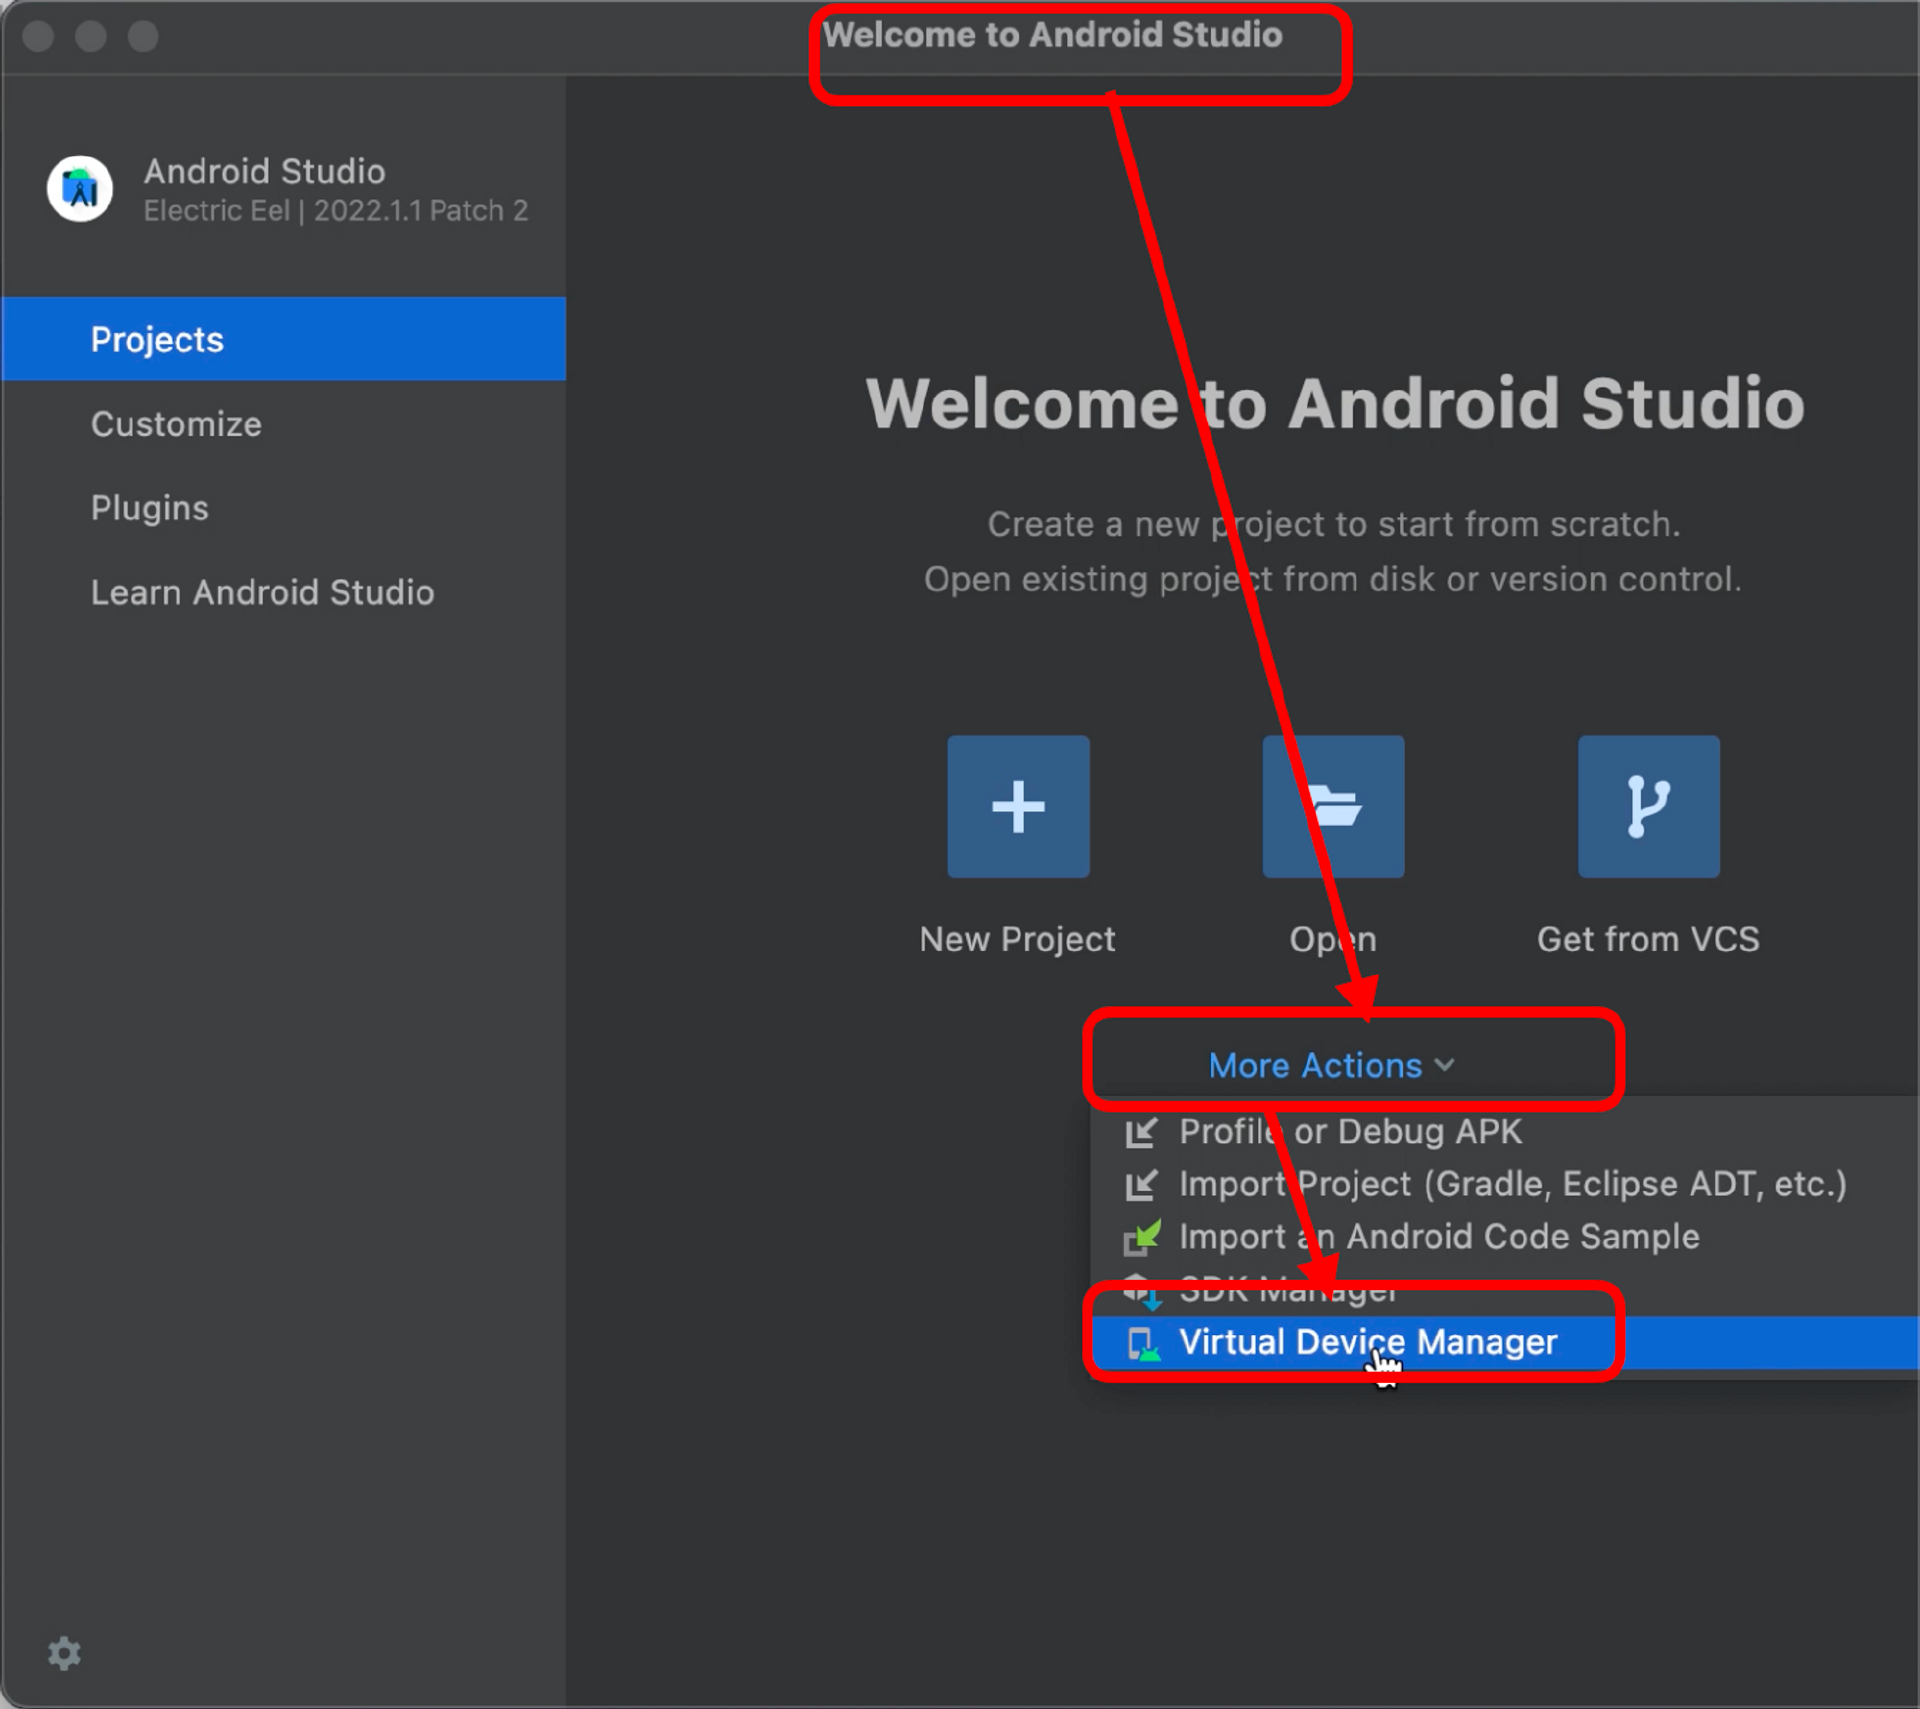 Welcome to Android Studio
Android Studio
Electric Eel | 2022.1.1 Patch 2
Projects
Customize
Plugins
Learn Android Studio
Welcome to Android Studio
Create a new project to start from scratch.
Open existing project from disk or version control.
New Project
Open
Get from VCS
More Actions
Profile or Debug APK
Import Project (Gradle, Eclipse ADT, etc.)
Import an Android Code Sample
SDK Manager
Virtual Device Manager